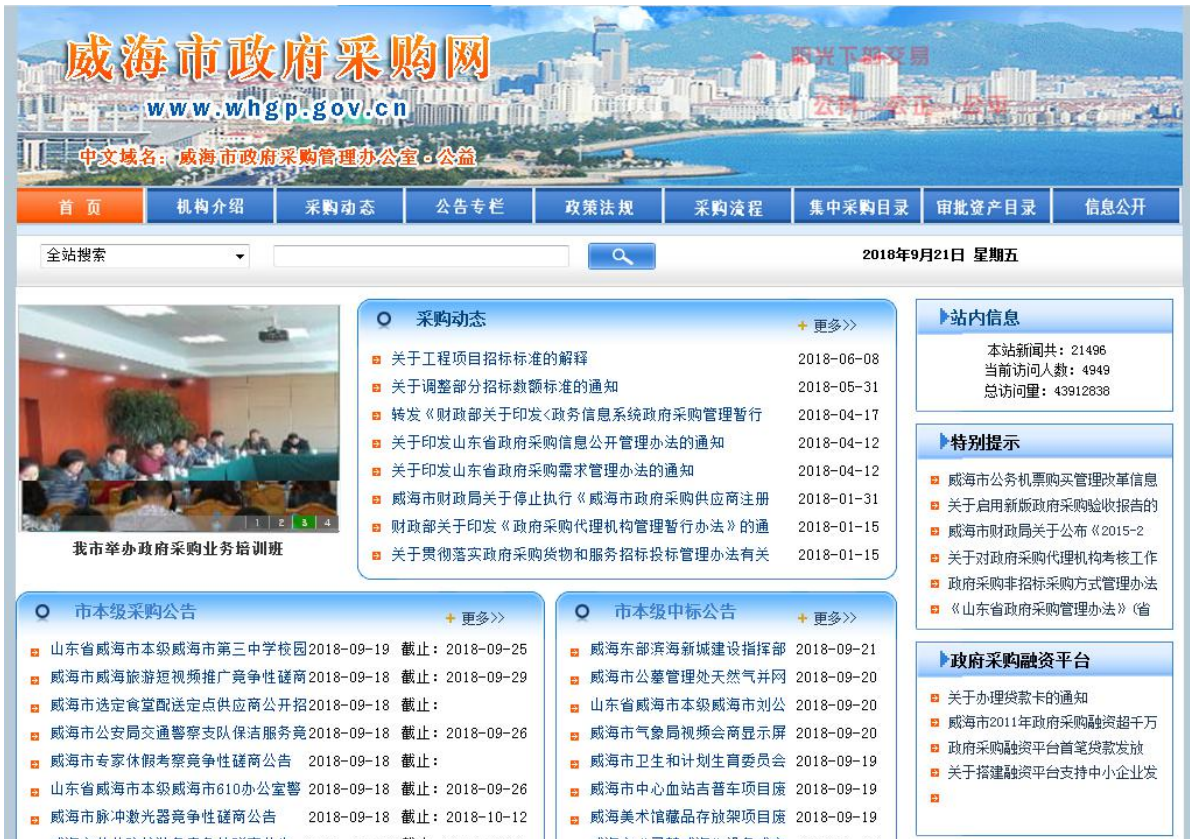 威海市政府采购网
www.whgp.gov.cn
中文域名：威海市政府采购管理办公室·公益
阳光下的交易
公开 公正 公平
首 页 机构介绍 采购动态 公告专栏 政策法规 采购流程 集中采购目录 审批资产目录 信息公开
全站搜索
2018年9月21日 星期五
1 2 3 4
我市举办政府采购业务培训班
采购动态
+ 更多>>
关于工程项目招标标准的解释 2018-06-08
关于调整部分招标数额标准的通知 2018-05-31
转发《财政部关于印发<政务信息系统政府采购管理暂行 2018-04-17
关于印发山东省政府采购信息公开管理办法的通知 2018-04-12
关于印发山东省政府采购需求管理办法的通知 2018-04-12
威海市财政局关于停止执行《威海市政府采购供应商注册 2018-01-31
财政部关于印发《政府采购代理机构管理暂行办法》的通 2018-01-15
关于贯彻落实政府采购货物和服务招标投标管理办法有关 2018-01-15
站内信息
本站新闻共：21496
当前访问人数：4949
总访问量：43912838
特别提示
威海市公务机票购买管理改革信息
关于启用新版政府采购验收报告的
威海市财政局关于公布《2015-2
关于对政府采购代理机构考核工作
政府采购非招标采购方式管理办法
《山东省政府采购管理办法》（省
政府采购融资平台
关于办理贷款卡的通知
威海市2011年政府采购融资超千万
政府采购融资平台首笔贷款发放
关于搭建融资平台支持中小企业发
市本级采购公告
+ 更多>>
山东省威海市本级威海市第三中学校园 2018-09-19 截止：2018-09-25
威海市威海旅游短视频推广竞争性磋商 2018-09-18 截止：2018-09-29
威海市选定食堂配送定点供应商公开招 2018-09-18 截止：
威海市公安局交通警察支队保洁服务竞 2018-09-18 截止：2018-09-26
威海市专家休假考察竞争性磋商公告 2018-09-18 截止：
山东省威海市本级威海市610办公室警 2018-09-18 截止：2018-09-26
威海市脉冲激光器竞争性磋商公告 2018-09-18 截止：2018-10-12
市本级中标公告
+ 更多>>
威海东部滨海新城建设指挥部 2018-09-21
威海市公墓管理处天然气并网 2018-09-20
山东省威海市本级威海市刘公 2018-09-20
威海市气象局视频会商显示屏 2018-09-20
威海市卫生和计划生育委员会 2018-09-19
威海市中心血站吉普车项目废 2018-09-19
威海美术馆藏品存放架项目废 2018-09-19